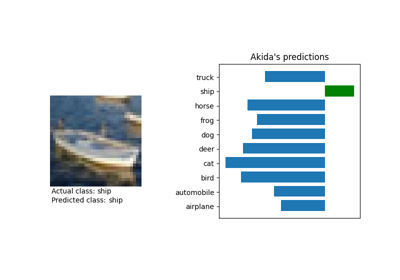 Akida's predictions
truck
ship
horse
frog
dog
deer
cat
bird
automobile
airplane
Actual class: ship
Predicted class: ship